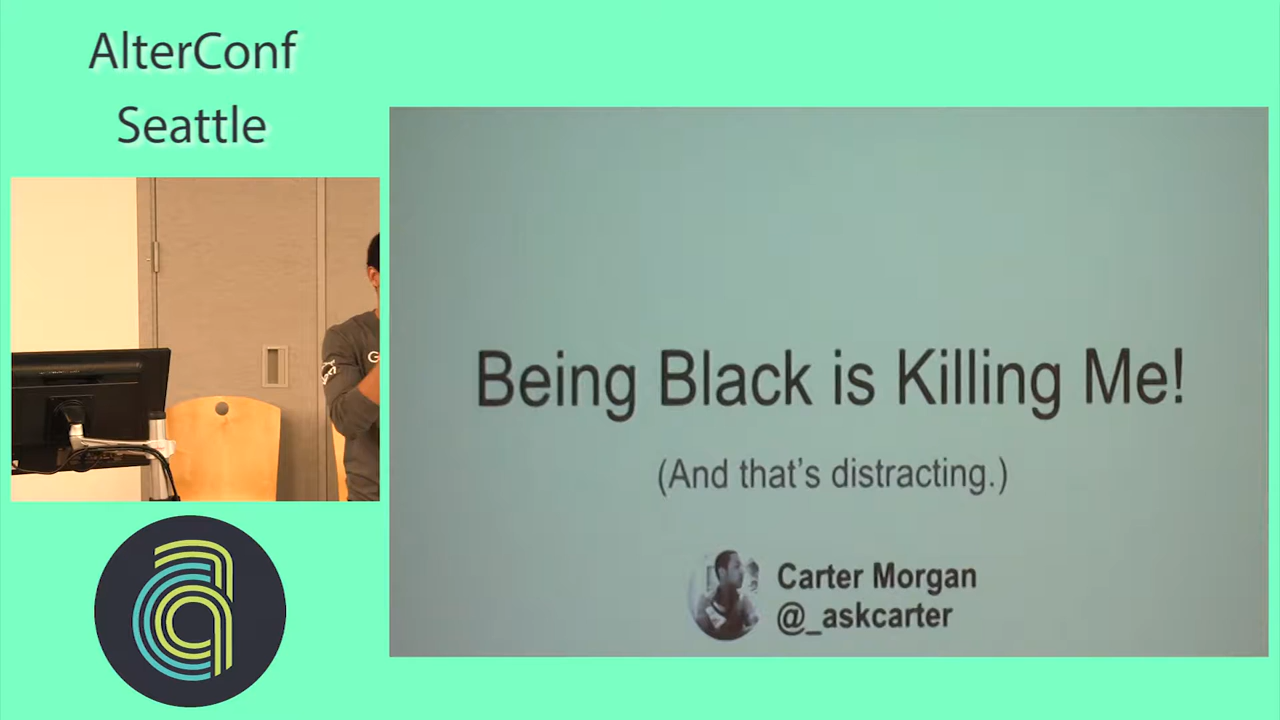 AlterConf
Seattle
Being Black is Killing Me!
(And that's distracting.)
Carter Morgan
@_askcarter